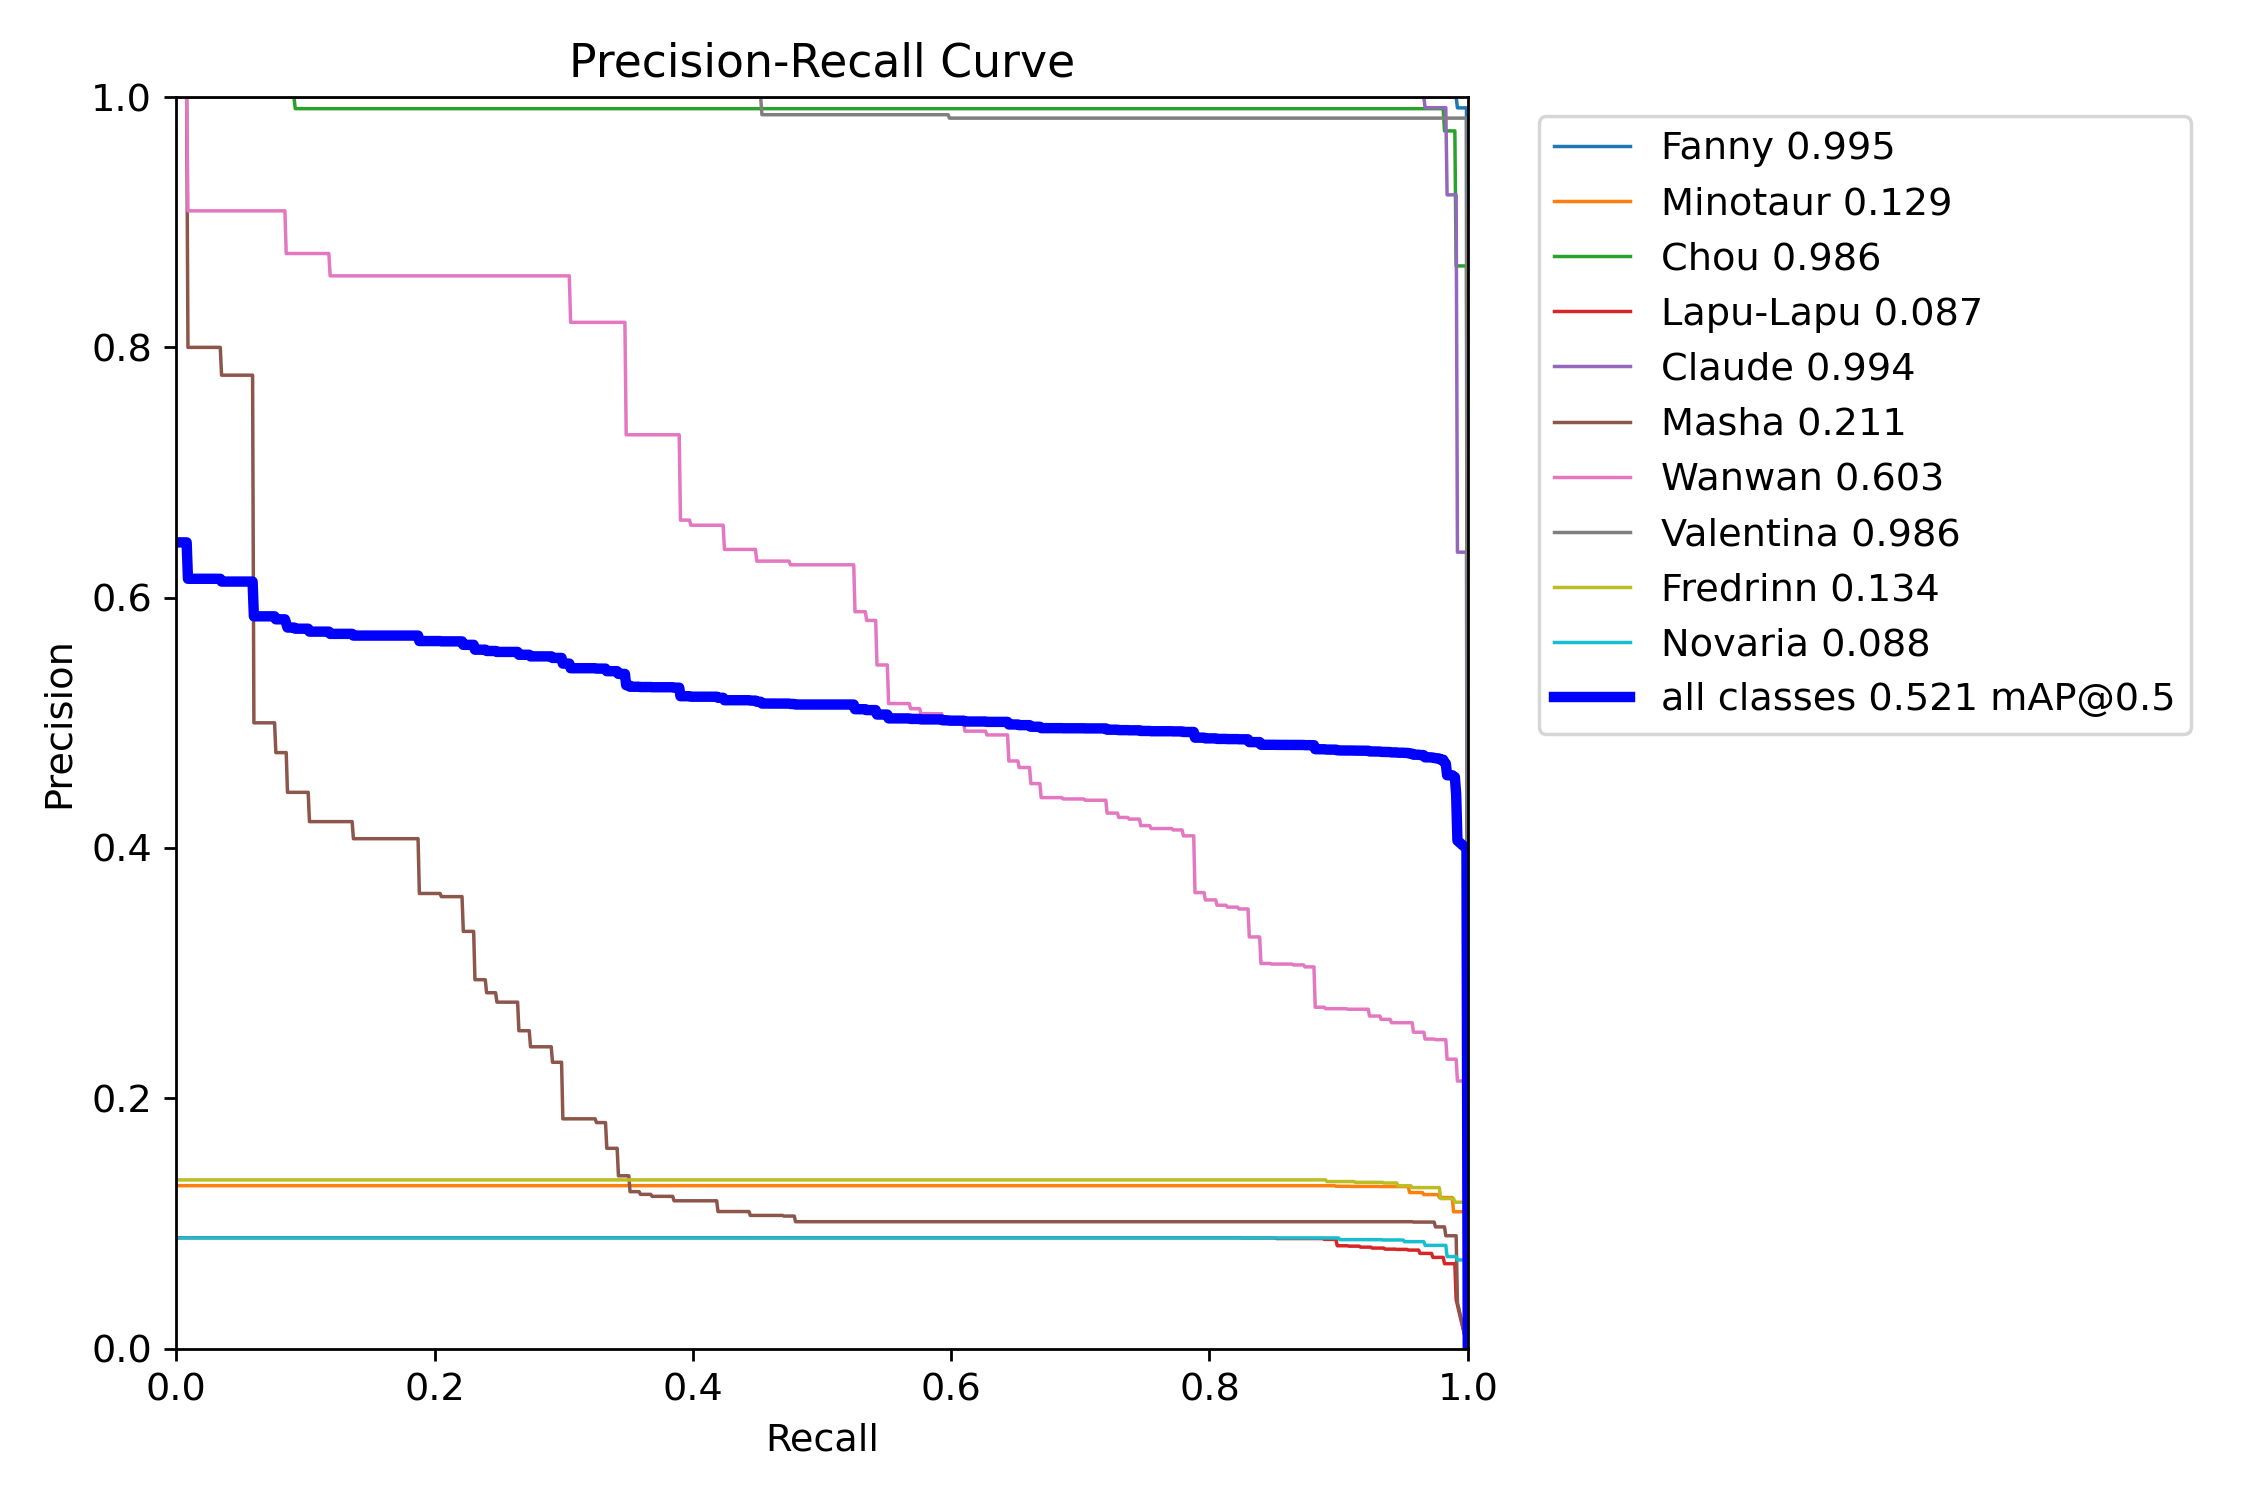 Precision-Recall Curve
1.0
0.8
0.6
0.4
0.2
0.0
Precision
0.0 0.2 0.4 0.6 0.8 1.0
Recall
Fanny 0.995
Minotaur 0.129
Chou 0.986
Lapu-Lapu 0.087
Claude 0.994
Masha 0.211
Wanwan 0.603
Valentina 0.986
Fredrinn 0.134
Novaria 0.088
all classes 0.521 mAP@0.5